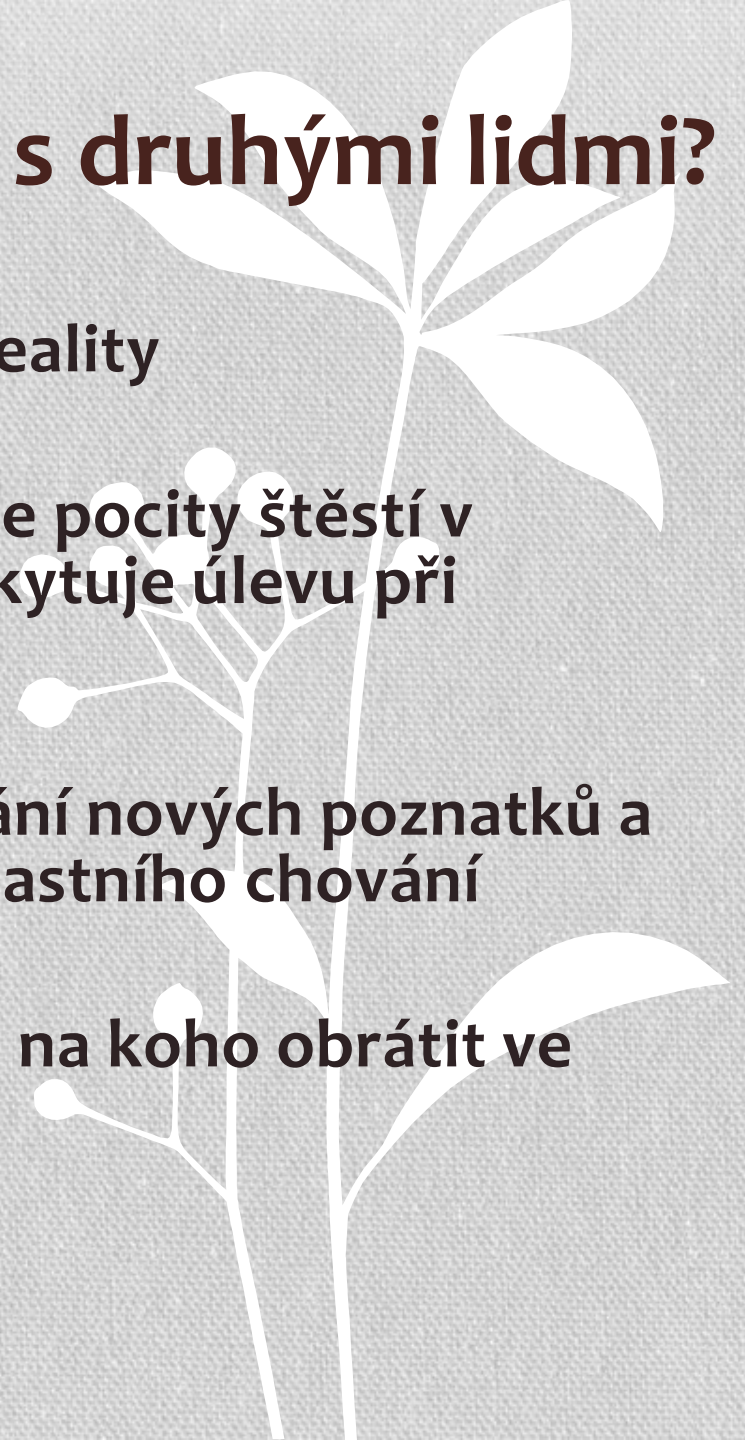 s druhými lidmi?
eality
e pocity štěstí v
kytuje úlevu při
ání nových poznatků a
astního chování
na koho obrátit ve